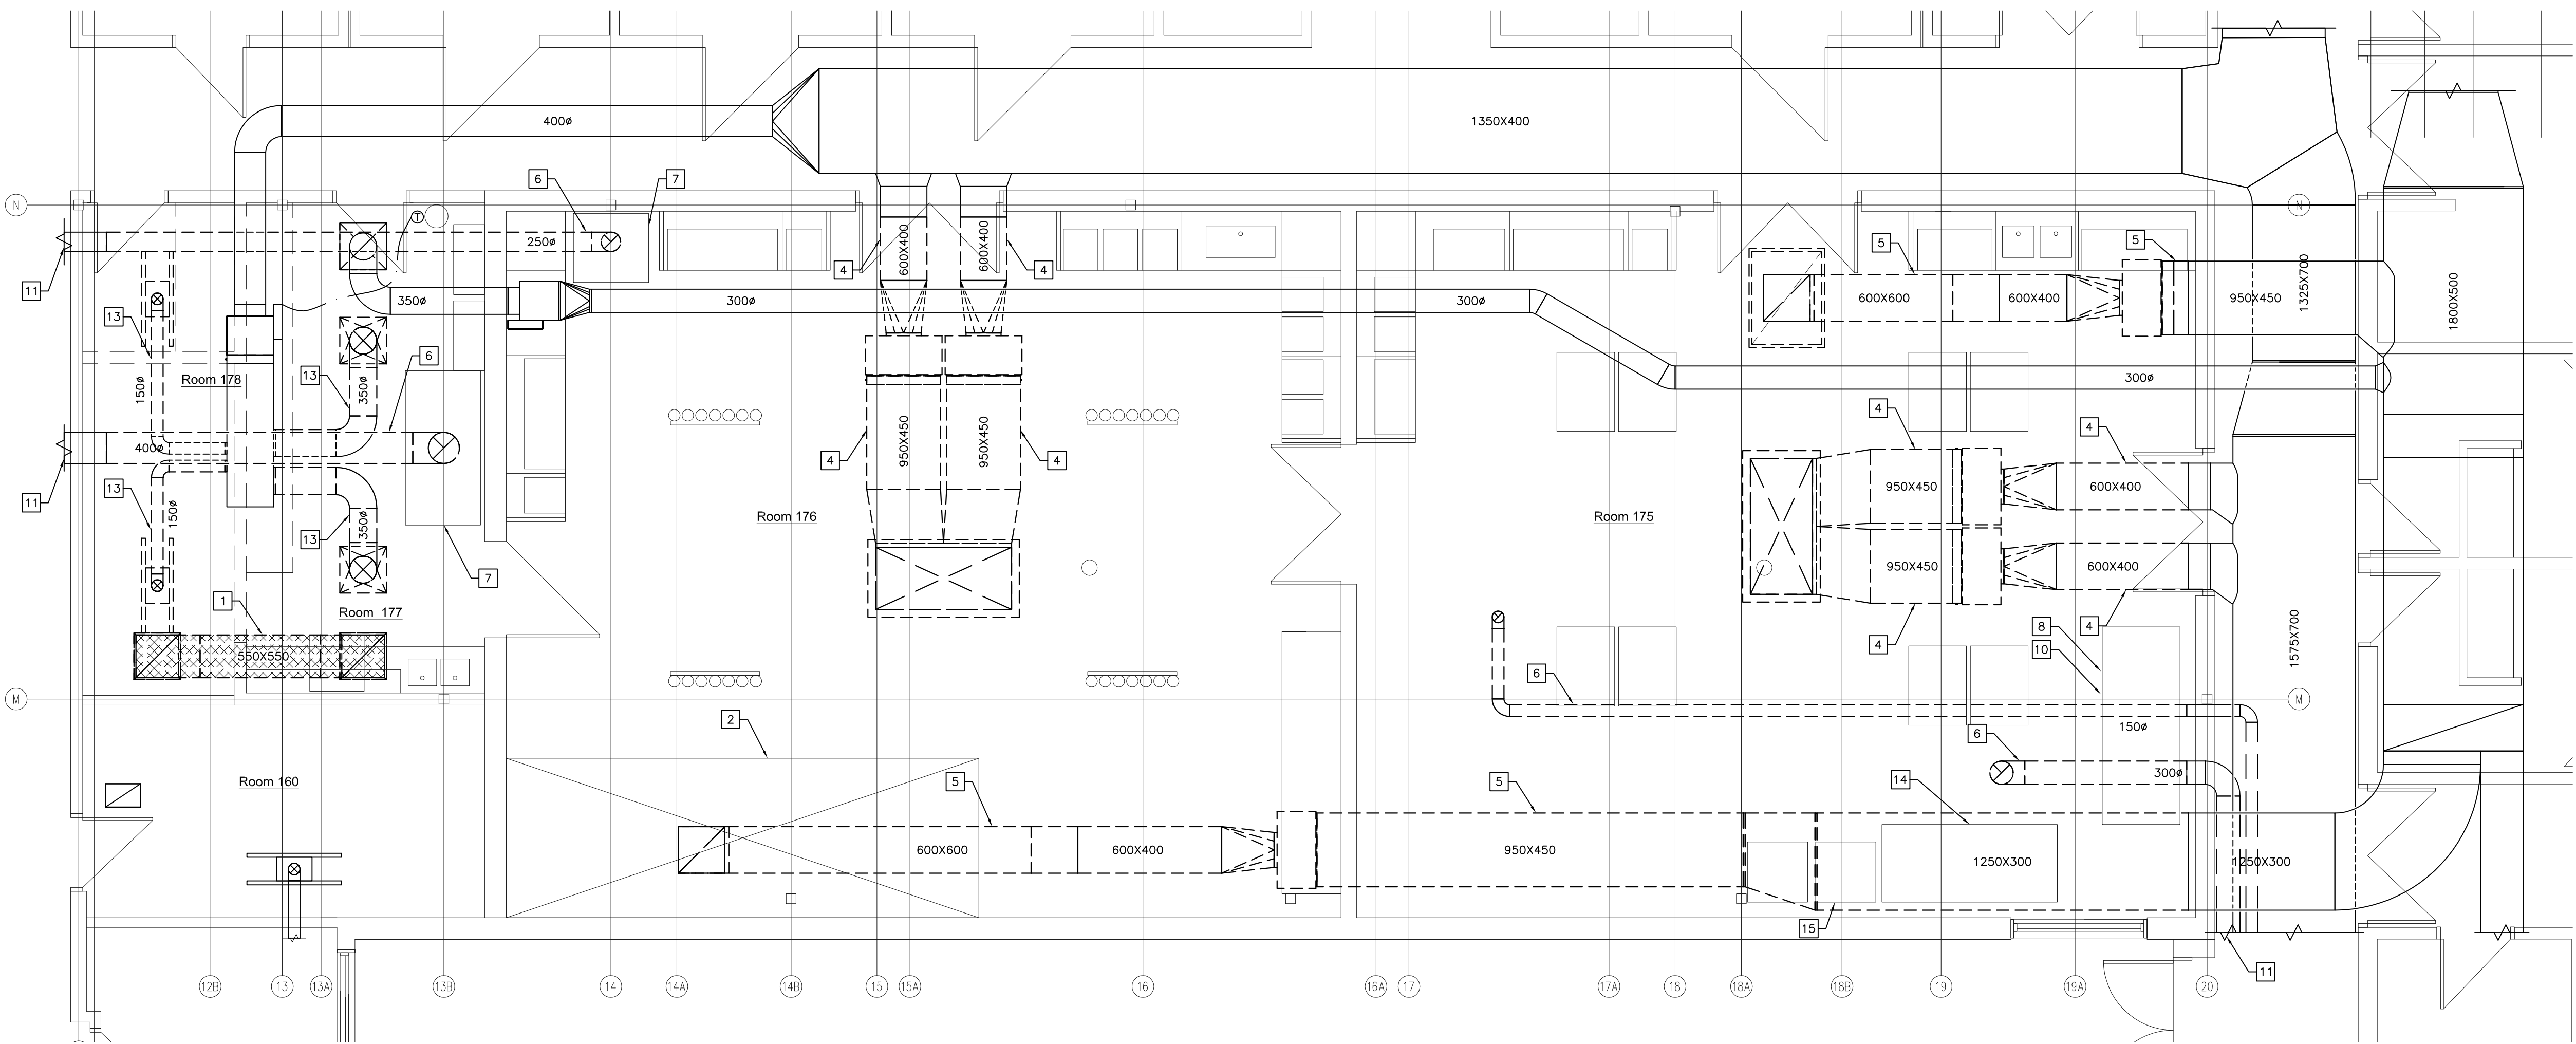 400ø
1350X400
6
7
N
T
N
250ø
600X400
600X400
5
5
4
4
11
350ø
300ø
300ø
600X600
600X400
950X450
1325X700
1800X500
13
6
Room 178
13
150ø
350ø
300ø
4
4
400ø
950X450
950X450
4
4
950X450
600X400
11
13
150ø
350ø
13
Room 176
Room 175
7
950X450
600X400
1
Room 177
8
4
4
10
1575X700
550X550
6
M
M
2
150ø
6
Room 160
5
5
14
300ø
600X600
600X400
950X450
1250X300
1250X300
15
11
12B
13
13A
13B
14
14A
14B
15
15A
16
16A
17
17A
18
18A
18B
19
19A
20